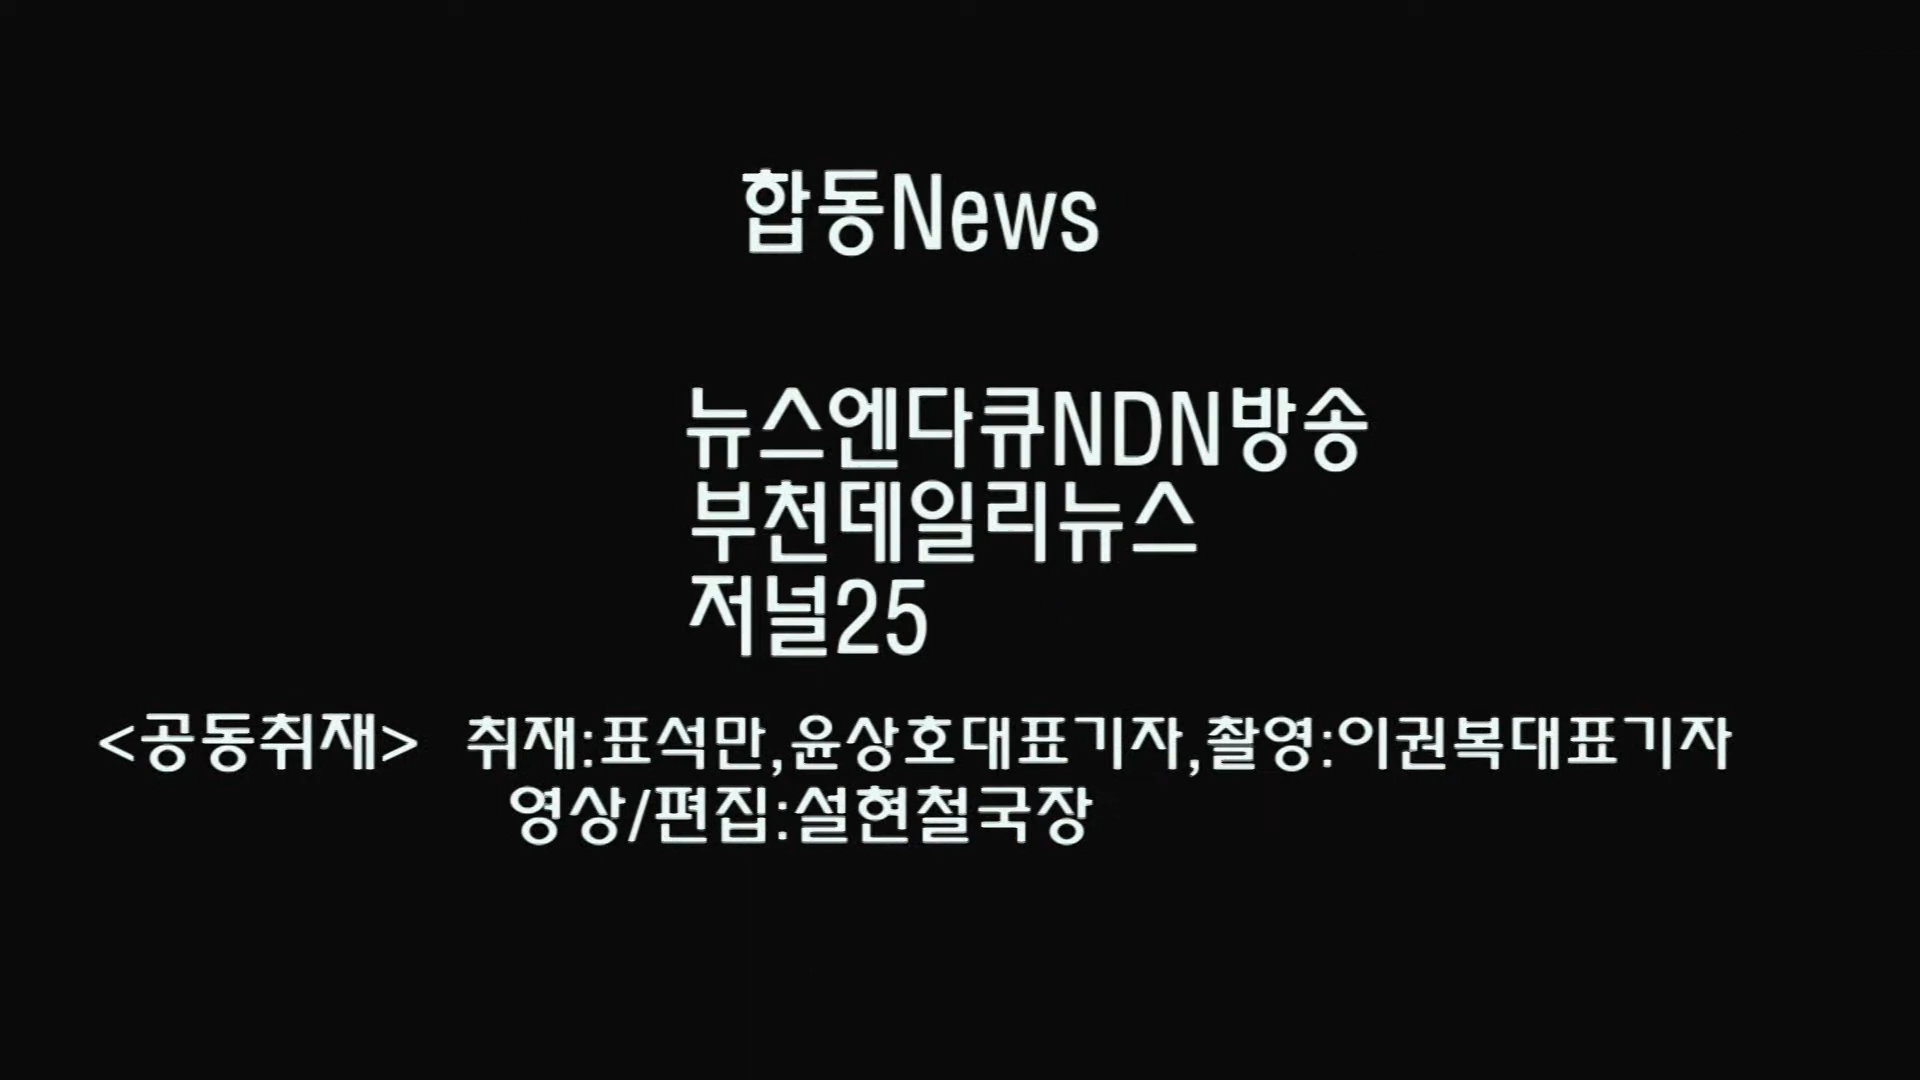 합동News
뉴스엔다큐NDN방송
부천데일리뉴스
저널25
<공동취재> 취재:표석만,윤상호대표기자,촬영:이권복대표기자
영상/편집:설현철국장